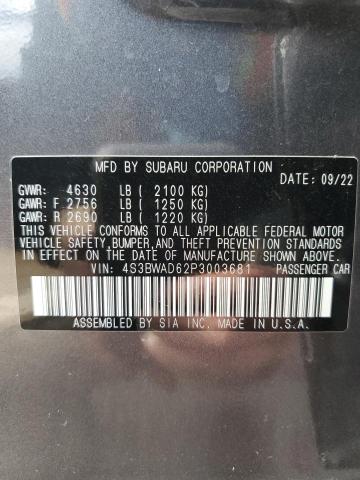 MFD BY SUBARU CORPORATION
DATE: 09/22
GVWR: 4630 LB ( 2100 KG)
GAWR: F 2756 LB ( 1250 KG)
GAWR: R 2690 LB ( 1220 KG)
THIS VEHICLE CONFORMS TO ALL APPLICABLE FEDERAL MOTOR
VEHICLE SAFETY,BUMPER,AND THEFT PREVENTION STANDARDS
IN EFFECT ON THE DATE OF MANUFACTURE SHOWN ABOVE.
VIN: 4S3BWAD62P3003681 PASSENGER CAR
ASSEMBLED BY SIA INC. MADE IN U.S.A.